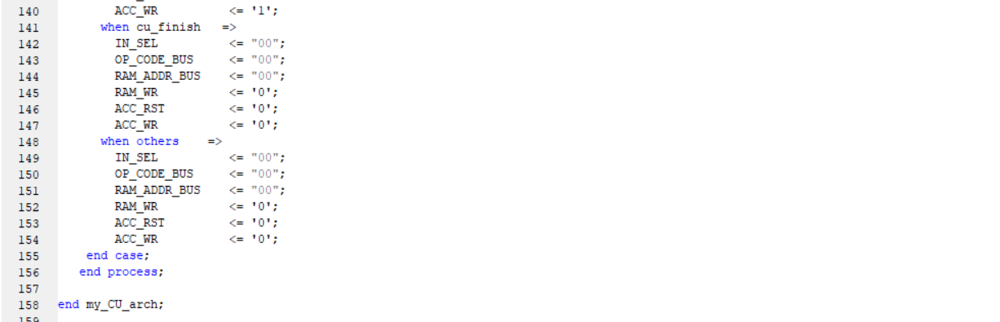 140 ACC_WR <= '1';
141 when cu_finish =>
142 IN_SEL <= "00";
143 OP_CODE_BUS <= "00";
144 RAM_ADDR_BUS <= "00";
145 RAM_WR <= '0';
146 ACC_RST <= '0';
147 ACC_WR <= '0';
148 when others =>
149 IN_SEL <= "00";
150 OP_CODE_BUS <= "00";
151 RAM_ADDR_BUS <= "00";
152 RAM_WR <= '0';
153 ACC_RST <= '0';
154 ACC_WR <= '0';
155 end case;
156 end process;
157
158 end my_CU_arch;
159